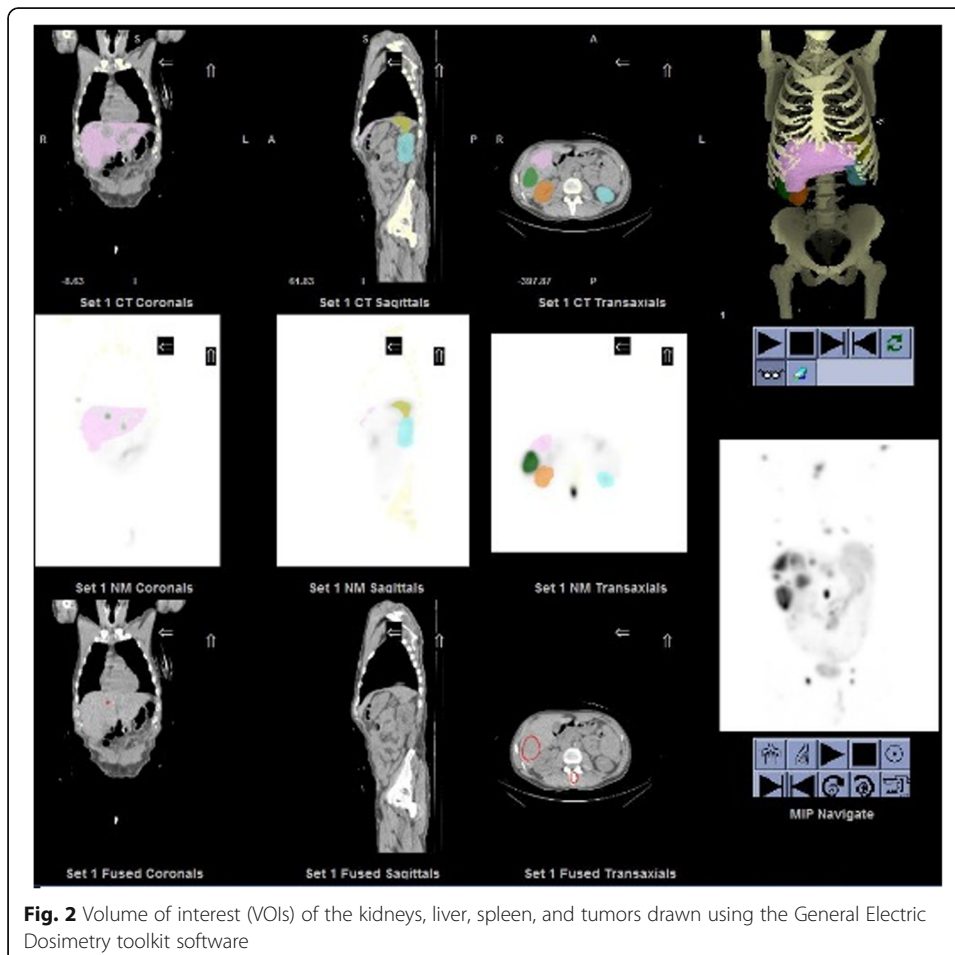 S
S
A
R
L
A
P
R
L
-8.63
I
61.83
I
-397.87
P
Set 1 CT Coronals
Set 1 CT Sagittals
Set 1 CT Transaxials
1
Set 1 NM Coronals
Set 1 NM Sagittals
Set 1 NM Transaxials
MIP Navigate
Set 1 Fused Coronals
Set 1 Fused Sagittals
Set 1 Fused Transaxials
Fig. 2 Volume of interest (VOIs) of the kidneys, liver, spleen, and tumors drawn using the General Electric
Dosimetry toolkit software